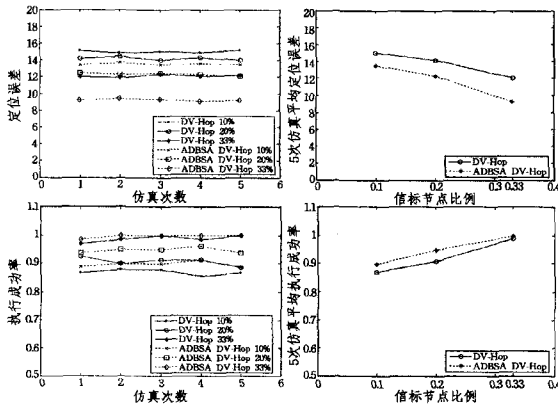 定位误差
20
18
16
14
12
10
8
6
4
2
0
0 1 2 3 4 5 6
仿真次数
DV-Hop 10%
DV-Hop 20%
DV-Hop 33%
ADBSA DV-Hop 10%
ADBSA DV-Hop 20%
ADBSA DV-Hop 33%
5次仿真平均定位误差
20
18
16
14
12
10
8
6
4
2
0
0 0.1 0.2 0.3 0.33 0.4
信标节点比例
DV-Hop
ADBSA DV-Hop
执行成功率
1.1
1
0.9
0.8
0.7
0.6
0.5
0 1 2 3 4 5 6
仿真次数
DV-Hop 10%
DV-Hop 20%
DV-Hop 33%
ADBSA DV-Hop 10%
ADBSA DV-Hop 20%
ADBSA DV-Hop 33%
5次仿真平均执行成功率
1.1
1
0.9
0.8
0.7
0.6
0.5
0 0.1 0.2 0.3 0.33 0.4
信标节点比例
DV-Hop
ADBSA DV-Hop